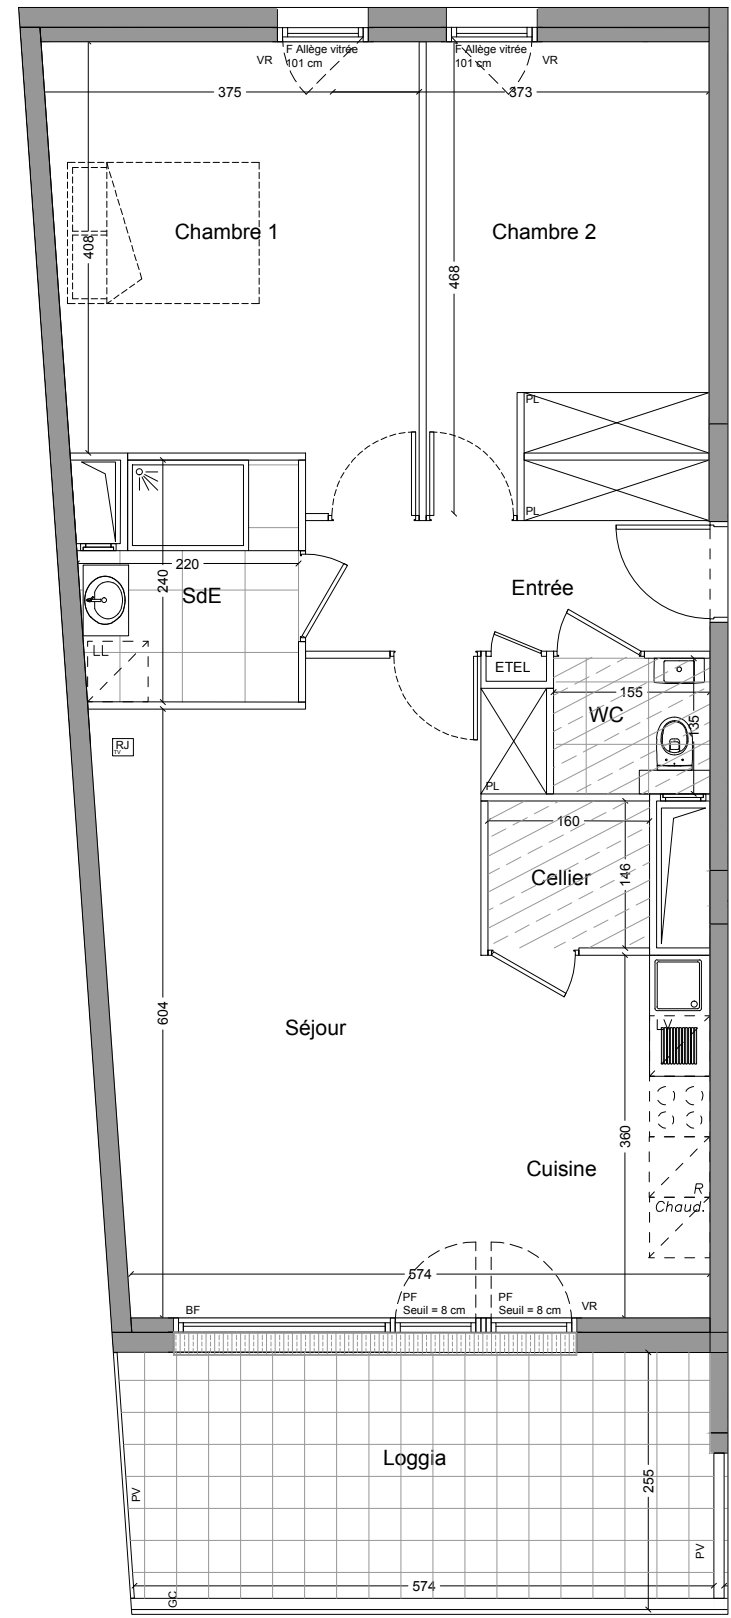 F Allège vitrée
101 cm
VR
F Allège vitrée
101 cm
VR
375
373
408
Chambre 1
Chambre 2
468
PL
PL
220
240
SdE
LL
Entrée
ETEL
155
WC
135
PL
RJ
TV
160
Cellier
146
604
Séjour
LV
360
Cuisine
R
Chaud.
574
BF
PF
Seuil = 8 cm
PF
Seuil = 8 cm
VR
Loggia
255
PV
PV
574
GC